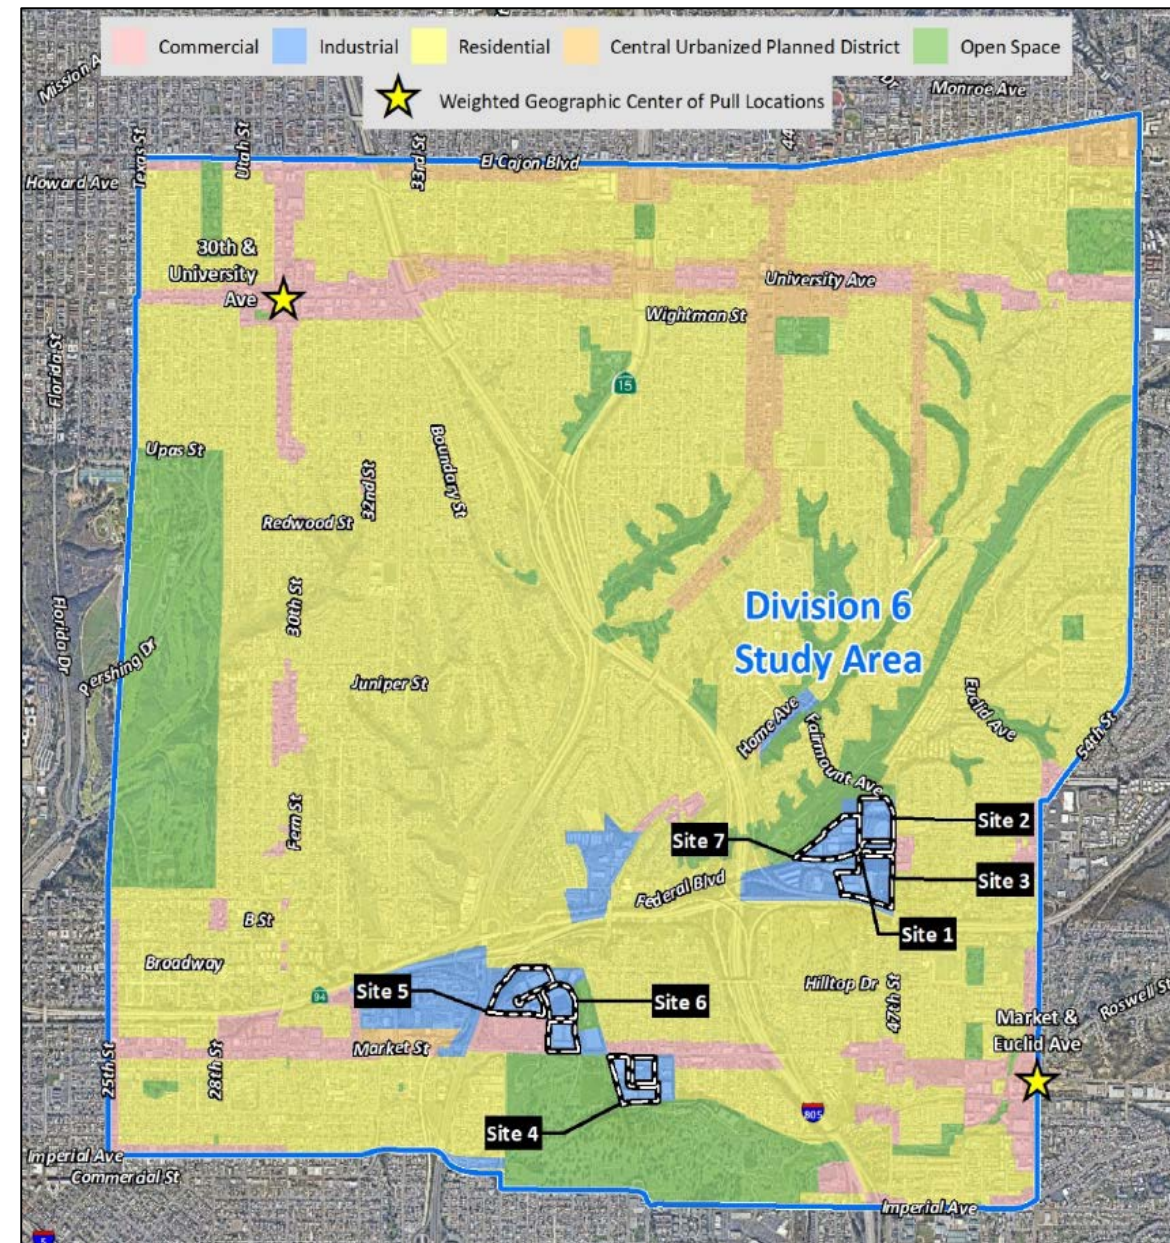 Commercial
Industrial
Residential
Central Urbanized Planned District
Open Space
Weighted Geographic Center of Pull Locations
Mission A
Dr
Monroe Ave
Texas St
Utah St
33rd St
44
El Cajon Blvd
Howard Ave
30th &
University
Ave
University Ave
Wightman St
Florida St
15
Upas St
32nd St
Boundary St
Redwood St
30th St
Florida Dr
Pershing Dr
Juniper St
Division 6
Study Area
Home Ave
Fairmount Ave
Euclid Ave
54th St
Fern St
Site 7
Site 2
Site 3
Federal Blvd
Site 1
B St
Broadway
94
Site 5
Site 6
Hilltop Dr
47th St
Roswell St
Market &
Euclid Ave
Market St
25th St
28th St
Site 4
805
Imperial Ave
Commercial St
Imperial Ave
5